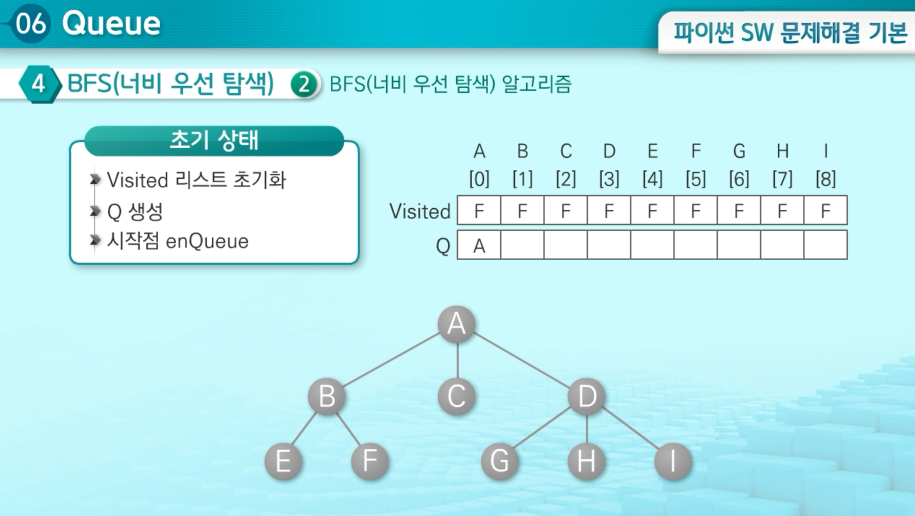 06 Queue
파이썬 SW 문제해결 기본
4 BFS(너비 우선 탐색) 2 BFS(너비 우선 탐색) 알고리즘
초기 상태
Visited 리스트 초기화
Q 생성
시작점 enQueue
A B C D E F G H I
[0] [1] [2] [3] [4] [5] [6] [7] [8]
Visited F F F F F F F F F
Q A
A
B C D
E F G H I